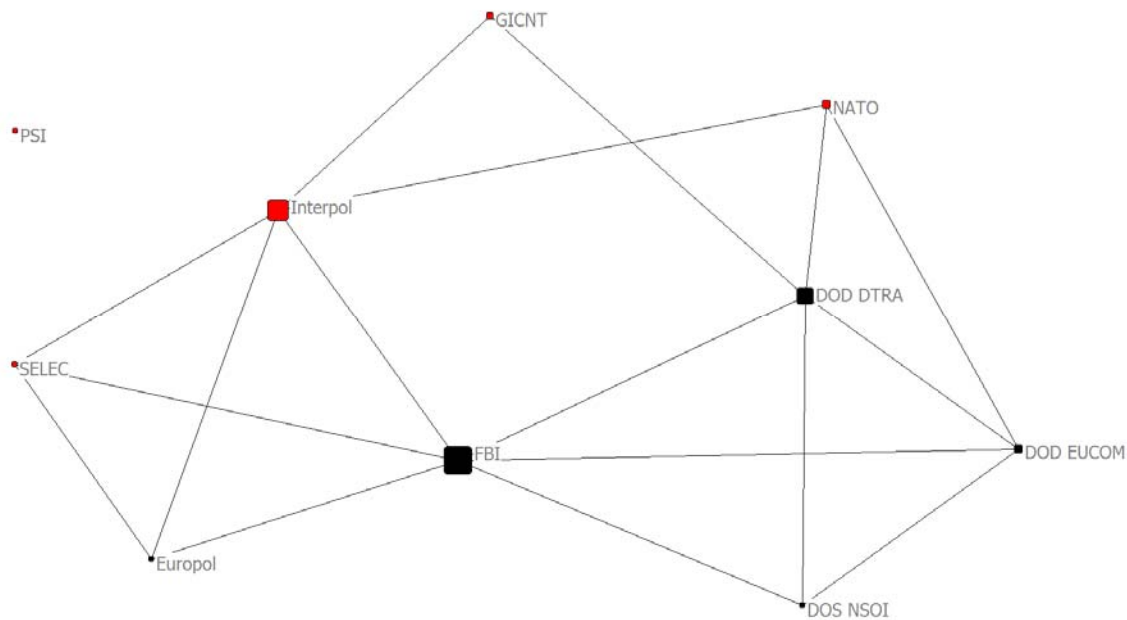 GICNT
NATO
PSI
Interpol
DOD DTRA
SELEC
FBI
DOD EUCOM
Europol
DOS NSOI